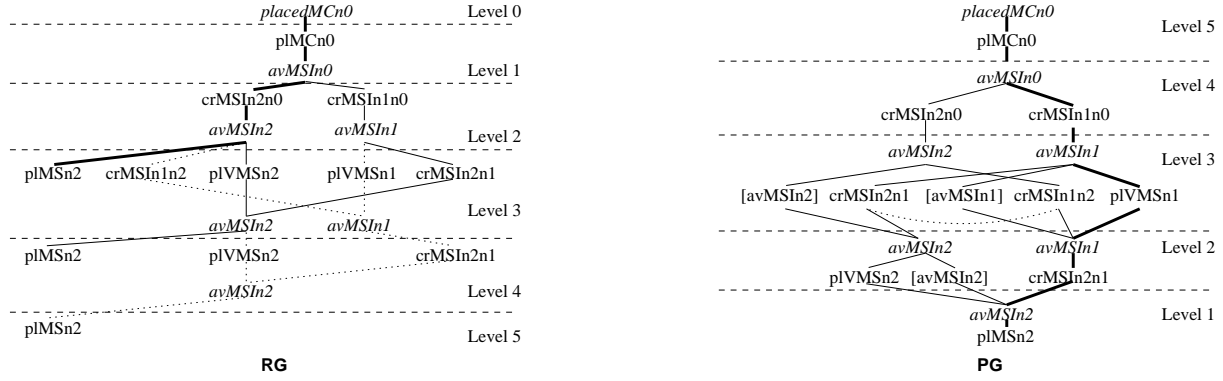 placedMCn0
Level 0
plMCn0
avMSIn0
Level 1
crMSIn2n0 crMSIn1n0
avMSIn2 avMSIn1
Level 2
plMSn2 crMSIn1n2 plVMSn2 plVMSn1 crMSIn2n1
Level 3
avMSIn2 avMSIn1
plMSn2 plVMSn2 crMSIn2n1
avMSIn2
Level 4
plMSn2
Level 5
RG
placedMCn0
Level 5
plMCn0
avMSIn0
Level 4
crMSIn2n0 crMSIn1n0
avMSIn2 avMSIn1
Level 3
[avMSIn2] crMSIn2n1 [avMSIn1] crMSIn1n2 plVMSn1
avMSIn2 avMSIn1
Level 2
plVMSn2 [avMSIn2] crMSIn2n1
avMSIn2
Level 1
plMSn2
PG